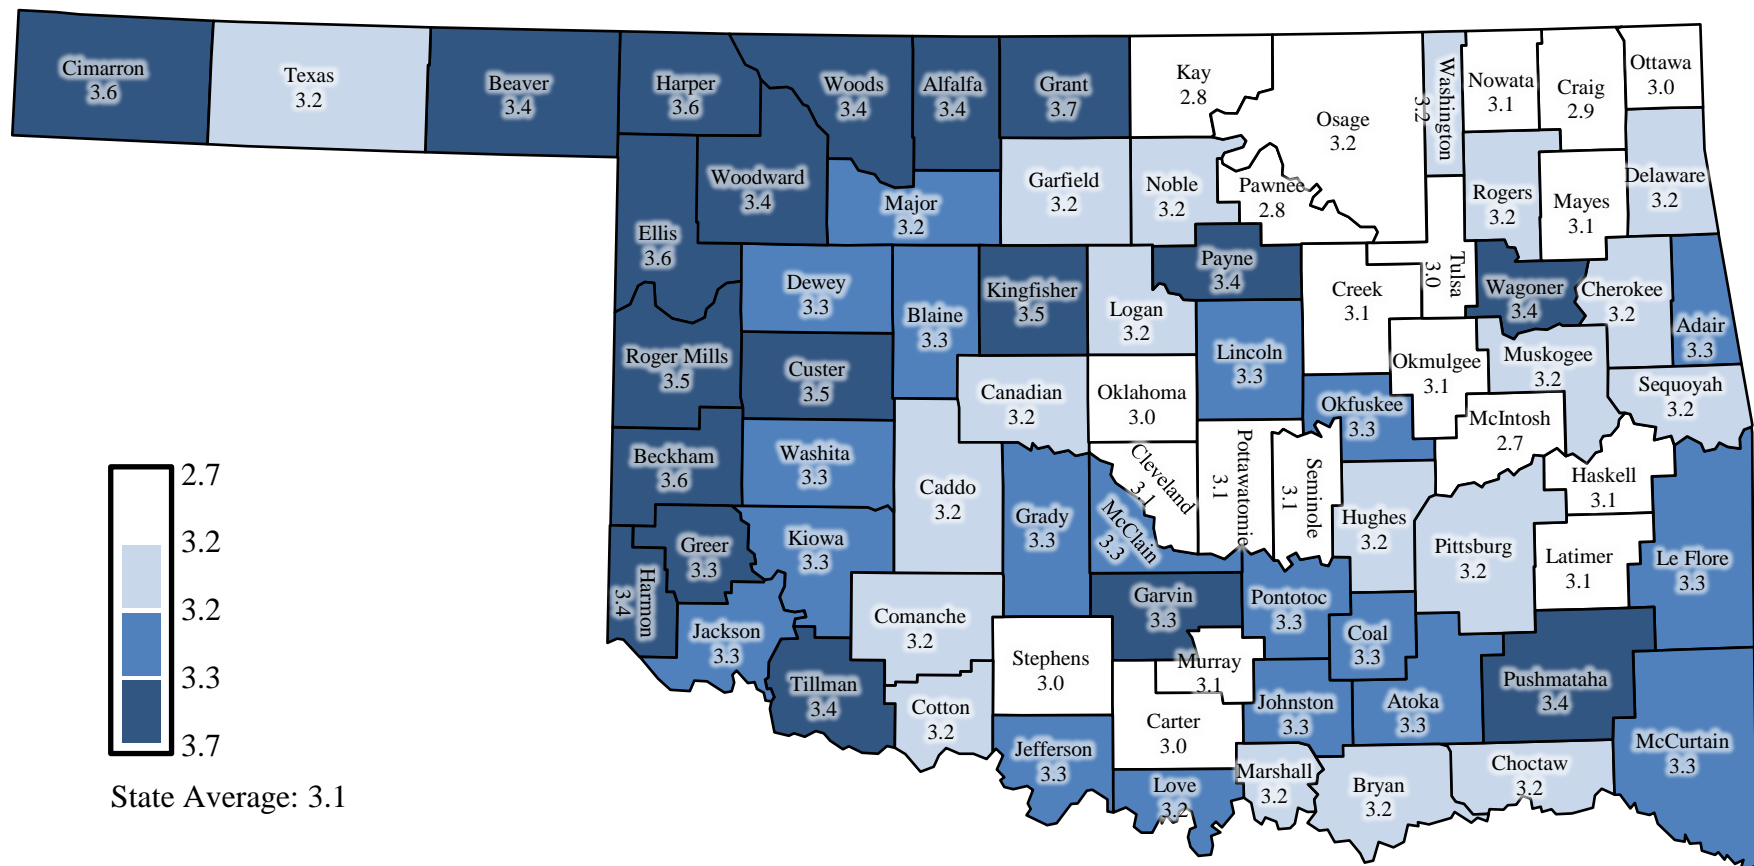 Cimarron
3.6
Texas
3.2
Beaver
3.4
Harper
3.6
Woods
3.4
Alfalfa
3.4
Grant
3.7
Kay
2.8
Osage
3.2
Washington
3.2
Nowata
3.1
Craig
2.9
Ottawa
3.0
Woodward
3.4
Major
3.2
Garfield
3.2
Noble
3.2
Pawnee
2.8
Rogers
3.2
Mayes
3.1
Delaware
3.2
Ellis
3.6
Dewey
3.3
Blaine
3.3
Kingfisher
3.5
Logan
3.2
Payne
3.4
Creek
3.1
Tulsa
3.0
Wagoner
3.4
Cherokee
3.2
Adair
3.3
Roger Mills
3.5
Custer
3.5
Canadian
3.2
Oklahoma
3.0
Lincoln
3.3
Okfuskee
3.3
Okmulgee
3.1
Muskogee
3.2
Sequoyah
3.2
McIntosh
2.7
Beckham
3.6
Washita
3.3
Caddo
3.2
Grady
3.3
Cleveland
3.1
McClain
3.3
Pottawatomie
3.1
Seminole
3.1
Hughes
3.2
Pittsburg
3.2
Haskell
3.1
Latimer
3.1
Le Flore
3.3
Harmon
3.4
Greer
3.3
Kiowa
3.3
Jackson
3.3
Comanche
3.2
Tillman
3.4
Cotton
3.2
Stephens
3.0
Garvin
3.3
Murray
3.1
Pontotoc
3.3
Coal
3.3
Carter
3.0
Johnston
3.3
Atoka
3.3
Pushmataha
3.4
McCurtain
3.3
Jefferson
3.3
Love
3.2
Marshall
3.2
Bryan
3.2
Choctaw
3.2
2.7
3.2
3.2
3.3
3.7
State Average: 3.1